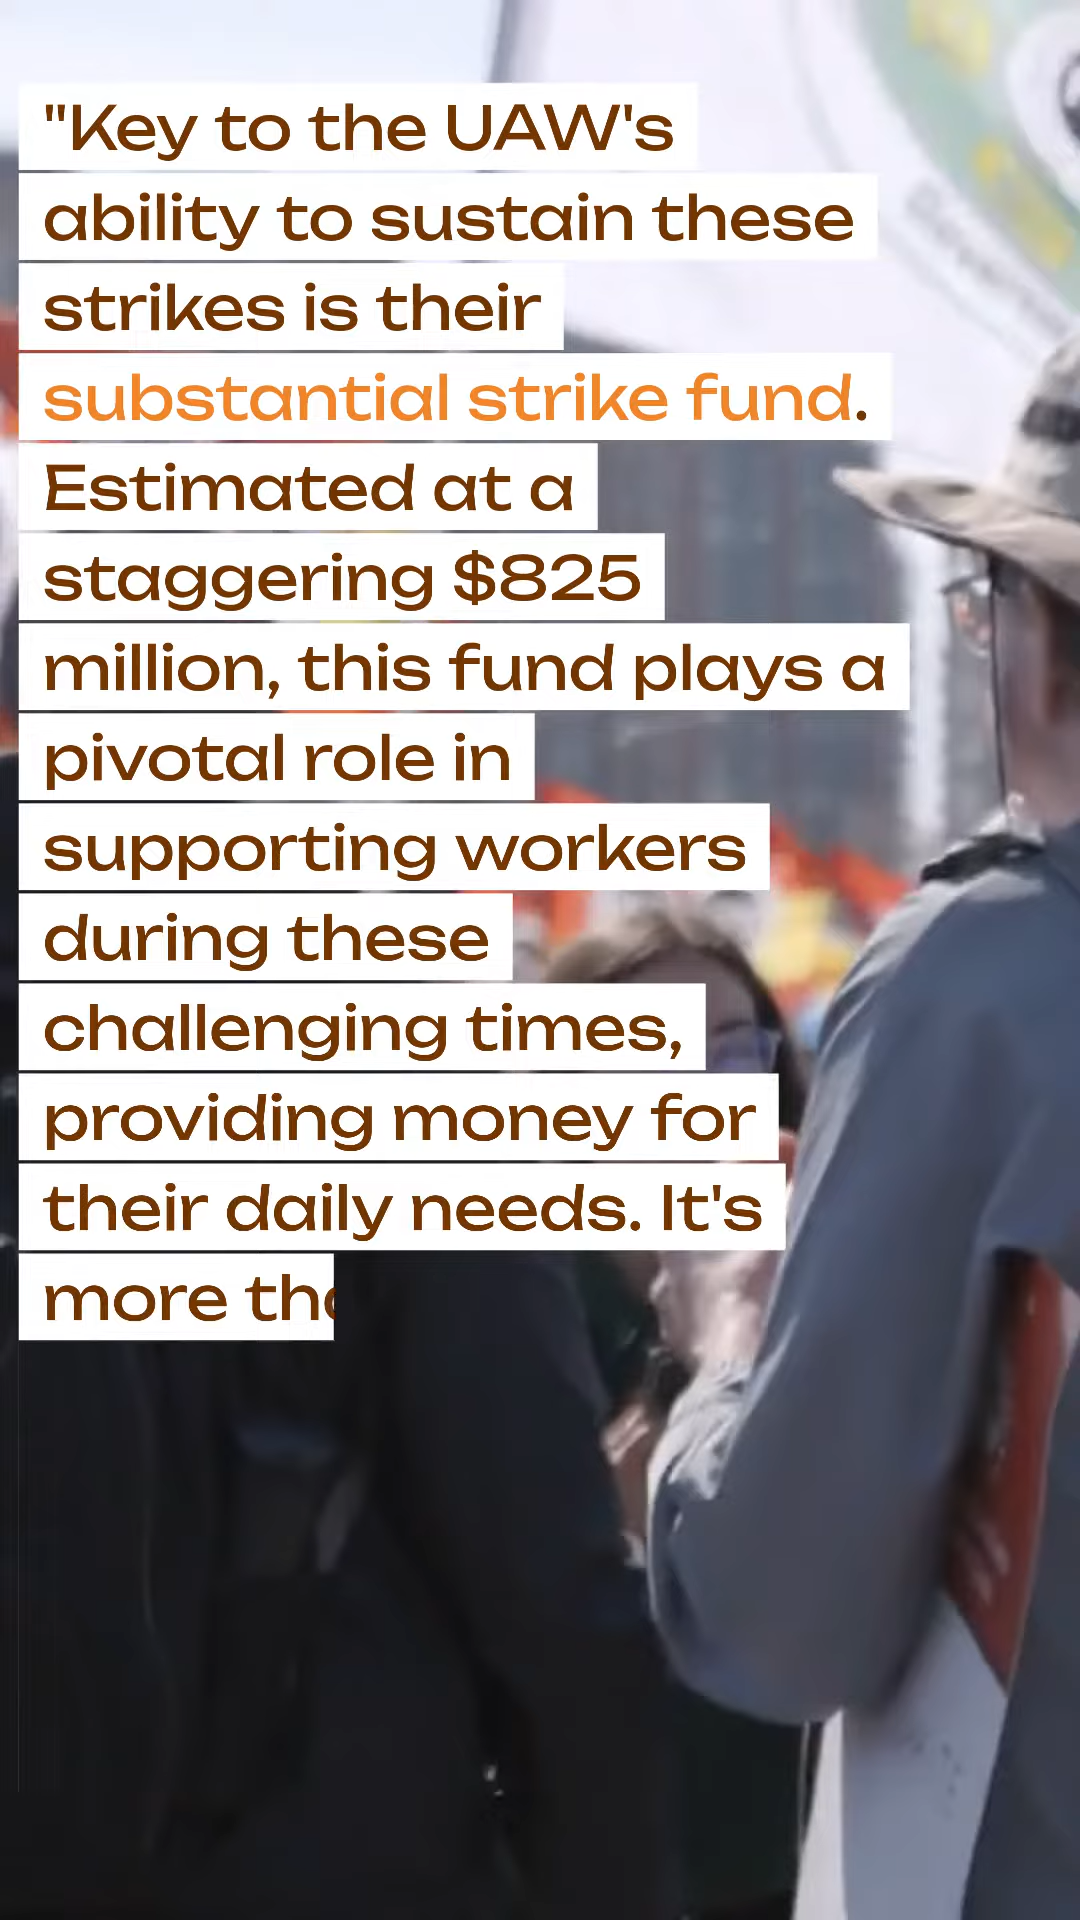 "Key to the UAW's
ability to sustain these
strikes is their
substantial strike fund.
Estimated at a
staggering $825
million, this fund plays a
pivotal role in
supporting workers
during these
challenging times,
providing money for
their daily needs. It's
more